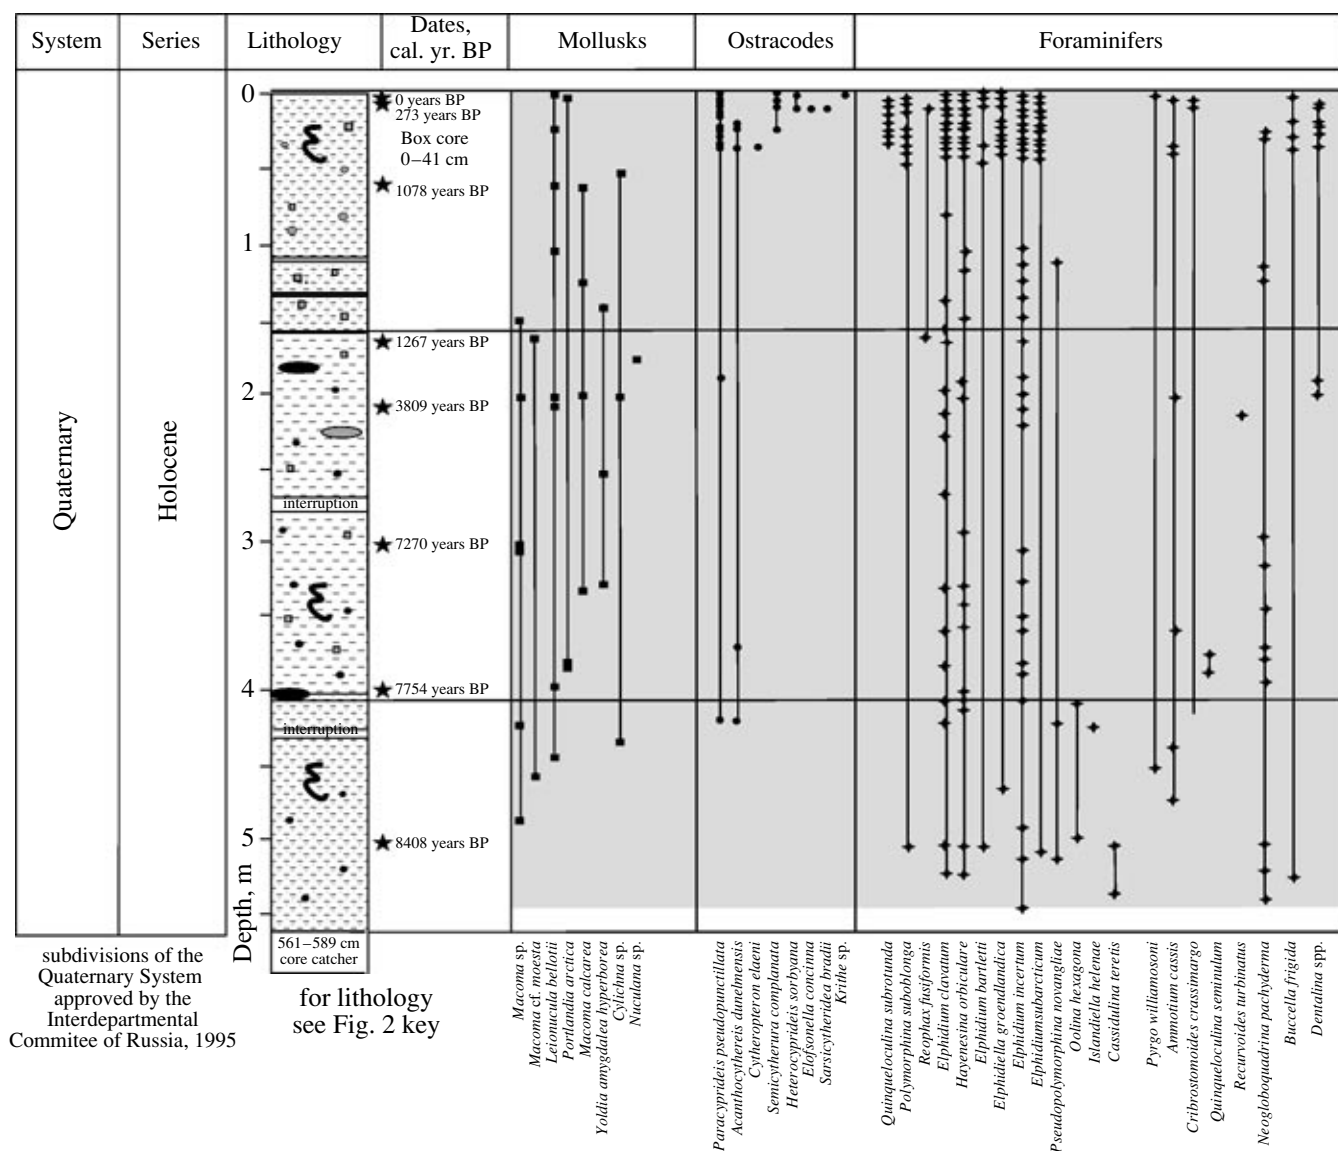 System
Series
Lithology
Dates,
cal. yr. BP
Mollusks
Ostracodes
Foraminifers
Quaternary
Holocene
0
1
2
3
4
5
Depth, m
interruption
interruption
561–589 cm
core catcher
0 years BP
273 years BP
Box core
0–41 cm
1078 years BP
1267 years BP
3809 years BP
7270 years BP
7754 years BP
8408 years BP
subdivisions of the
Quaternary System
approved by the
Interdepartmental
Commitee of Russia, 1995
for lithology
see Fig. 2 key
Macoma sp.
Macoma cf. moesta
Leionucula bellotii
Portlandia arctica
Macoma calcarea
Yoldia amygdalea hyperborea
Cylichna sp.
Nuculana sp.
Paracyprideis pseudopunctillata
Acanthocythereis dunelmensis
Cytheropteron elaeni
Semicytherura complanata
Heterocyprideis sorbyana
Elofsonella concinna
Sarsicytheridea bradii
Krithe sp.
Quinqueloculina subrotunda
Polymorphina suboblonga
Reophax fusiformis
Elphidium clavatum
Hayenesina orbiculare
Elphidium bartletti
Elphidiella groenlandica
Elphidium incertum
Elphidiumsubarcticum
Pseudopolymorphina novangliae
Oolina hexagona
Islandiella helenae
Cassidulina teretis
Pyrgo williamosoni
Ammotium cassis
Cribrostomoides crassimargo
Quinqueloculina seminulum
Recurvoides turbinatus
Neogloboquadrina pachyderma
Buccella frigida
Dentalina spp.